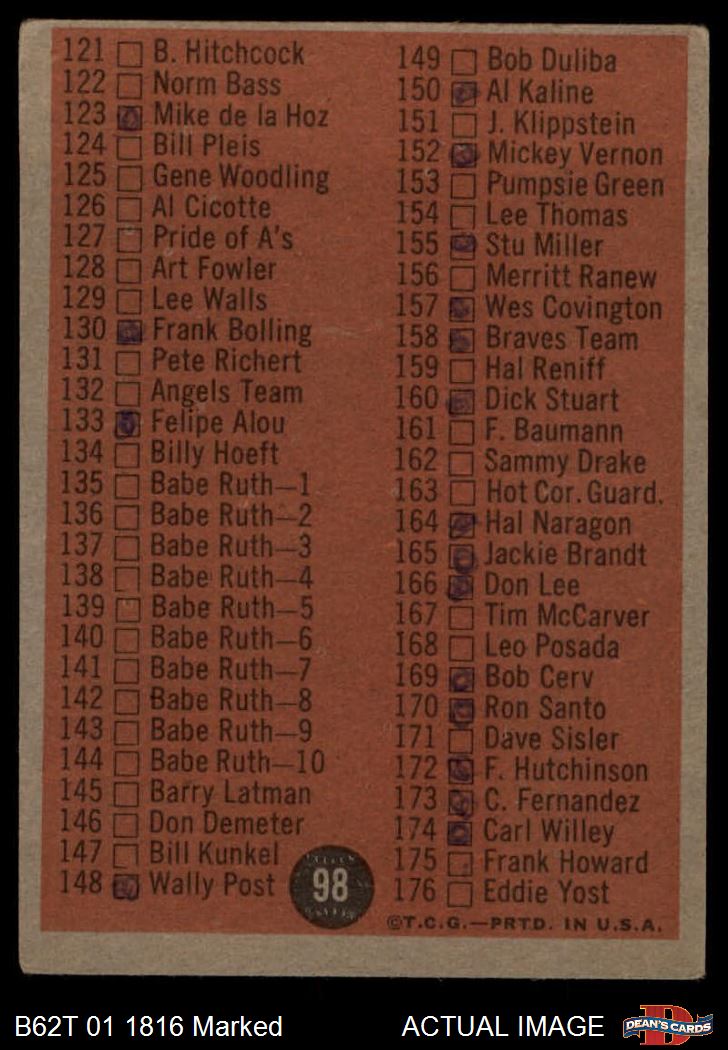 121 B. Hitchcock
122 Norm Bass
123 Mike de la Hoz
124 Bill Pleis
125 Gene Woodling
126 Al Cicotte
127 Pride of A's
128 Art Fowler
129 Lee Walls
130 Frank Bolling
131 Pete Richert
132 Angels Team
133 Felipe Alou
134 Billy Hoeft
135 Babe Ruth—1
136 Babe Ruth—2
137 Babe Ruth—3
138 Babe Ruth—4
139 Babe Ruth—5
140 Babe Ruth—6
141 Babe Ruth—7
142 Babe Ruth—8
143 Babe Ruth—9
144 Babe Ruth—10
145 Barry Latman
146 Don Demeter
147 Bill Kunkel
148 Wally Post
98
149 Bob Duliba
150 Al Kaline
151 J. Klippstein
152 Mickey Vernon
153 Pumpsie Green
154 Lee Thomas
155 Stu Miller
156 Merritt Ranew
157 Wes Covington
158 Braves Team
159 Hal Reniff
160 Dick Stuart
161 F. Baumann
162 Sammy Drake
163 Hot Cor. Guard.
164 Hal Naragon
165 Jackie Brandt
166 Don Lee
167 Tim McCarver
168 Leo Posada
169 Bob Cerv
170 Ron Santo
171 Dave Sisler
172 F. Hutchinson
173 C. Fernandez
174 Carl Willey
175 Frank Howard
176 Eddie Yost
©T.C.G.—PRTD. IN U.S.A.
B62T 01 1816 Marked
ACTUAL IMAGE
DEAN'S CARDS